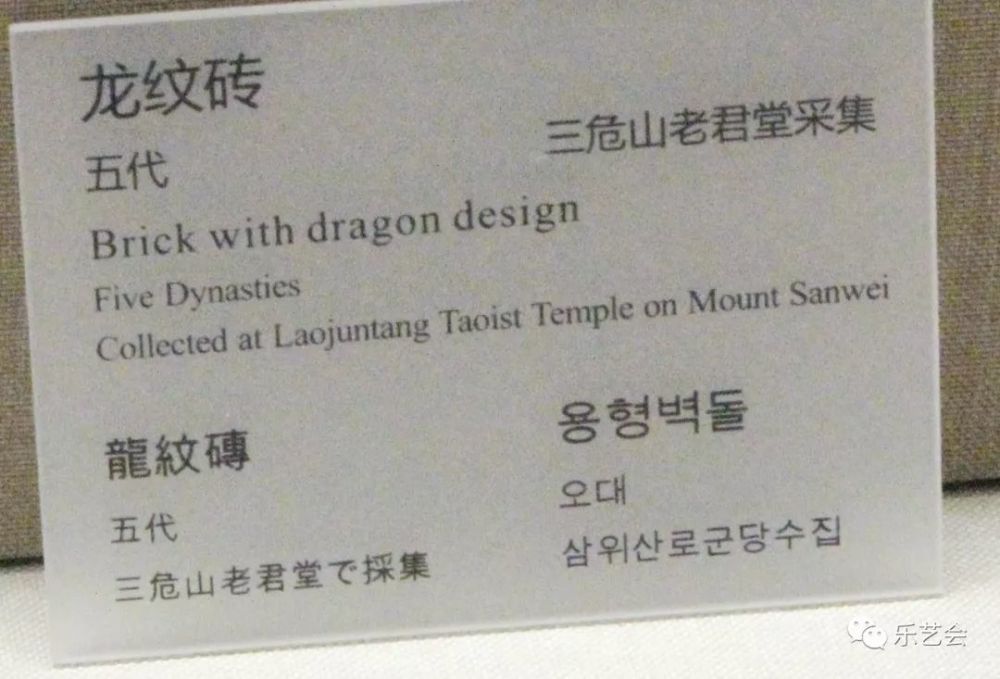 龙纹砖
五代
三危山老君堂采集
Brick with dragon design
Five Dynasties
Collected at Laojuntang Taoist Temple on Mount Sanwei
龍紋磚
五代
三危山老君堂で採集
용형벽돌
오대
삼위산로군당수집
乐艺会